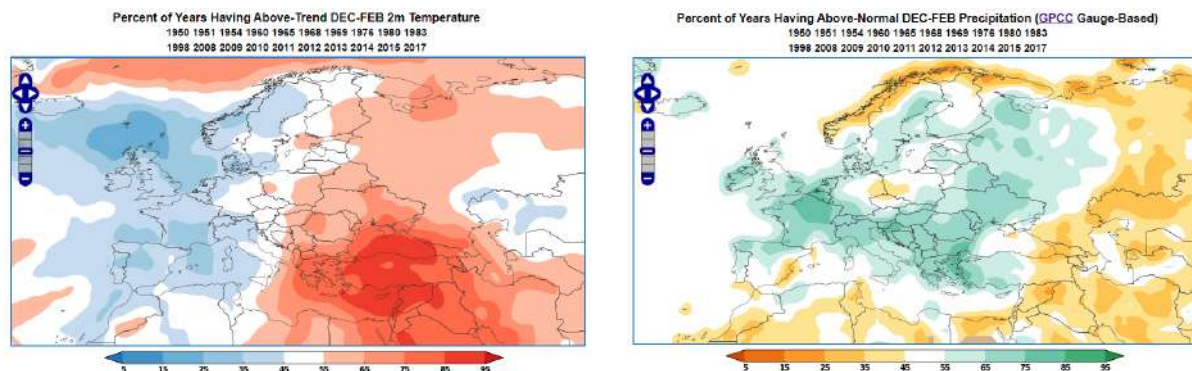 Percent of Years Having Above-Trend DEC-FEB 2m Temperature
1950 1951 1954 1960 1965 1968 1969 1976 1980 1983
1998 2008 2009 2010 2011 2012 2013 2014 2015 2017
5 15 25 35 45 55 65 75 85 95
Percent of Years Having Above-Normal DEC-FEB Precipitation (GPCC Gauge-Based)
1950 1951 1954 1960 1965 1968 1969 1976 1980 1983
1998 2008 2009 2010 2011 2012 2013 2014 2015 2017
5 15 25 35 45 55 65 75 85 95